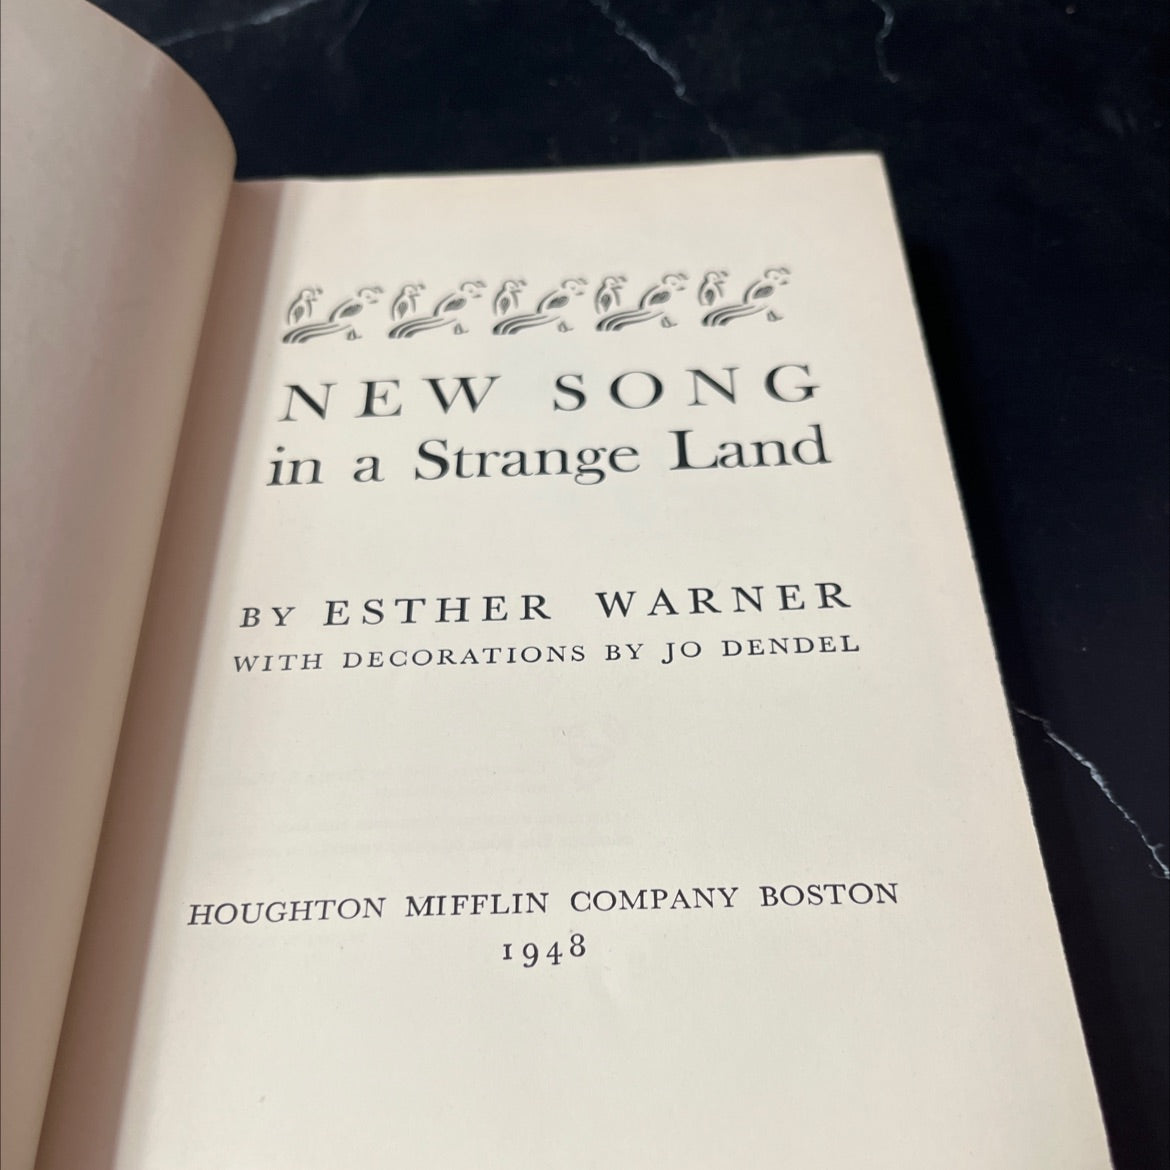 NEW SONG
in a Strange Land
BY ESTHER WARNER
WITH DECORATIONS BY JO DENDEL
HOUGHTON MIFFLIN COMPANY BOSTON
1948